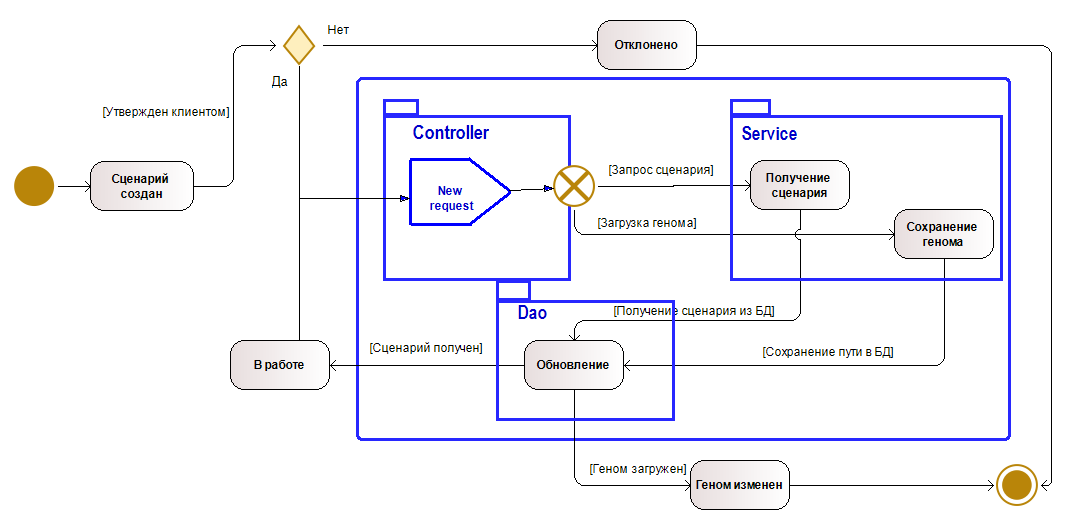 Нет
Отклонено
Да
[Утвержден клиентом]
Controller
Service
Сценарий
создан
New
request
[Запрос сценария]
Получение
сценария
[Загрузка генома]
Сохранение
генома
Dao
[Получение сценария из БД]
[Сценарий получен]
[Сохранение пути в БД]
В работе
Обновление
[Геном загружен]
Геном изменен